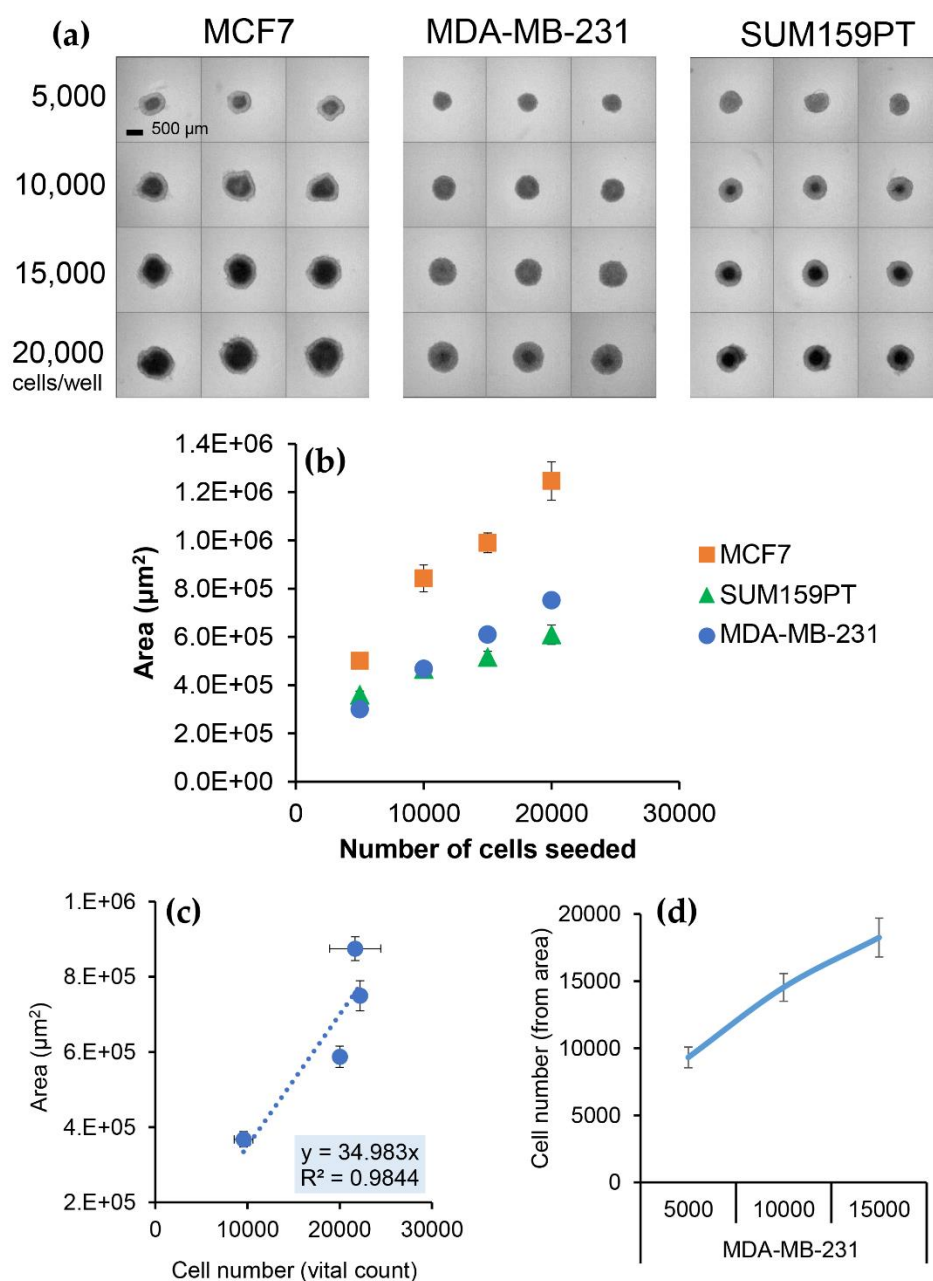 (a)
MCF7
MDA-MB-231
SUM159PT
5,000
500 µm
10,000
15,000
20,000
cells/well
(b)
1.4E+06
1.2E+06
1.0E+06
8.0E+05
6.0E+05
4.0E+05
2.0E+05
0.0E+00
Area (µm²)
0 10000 20000 30000
Number of cells seeded
MCF7
SUM159PT
MDA-MB-231
(c)
1.E+06
8.E+05
6.E+05
4.E+05
2.E+05
Area (µm²)
y = 34.983x
R² = 0.9844
0 10000 20000 30000
Cell number (vital count)
(d)
20000
15000
10000
5000
0
Cell number (from area)
5000 10000 15000
MDA-MB-231